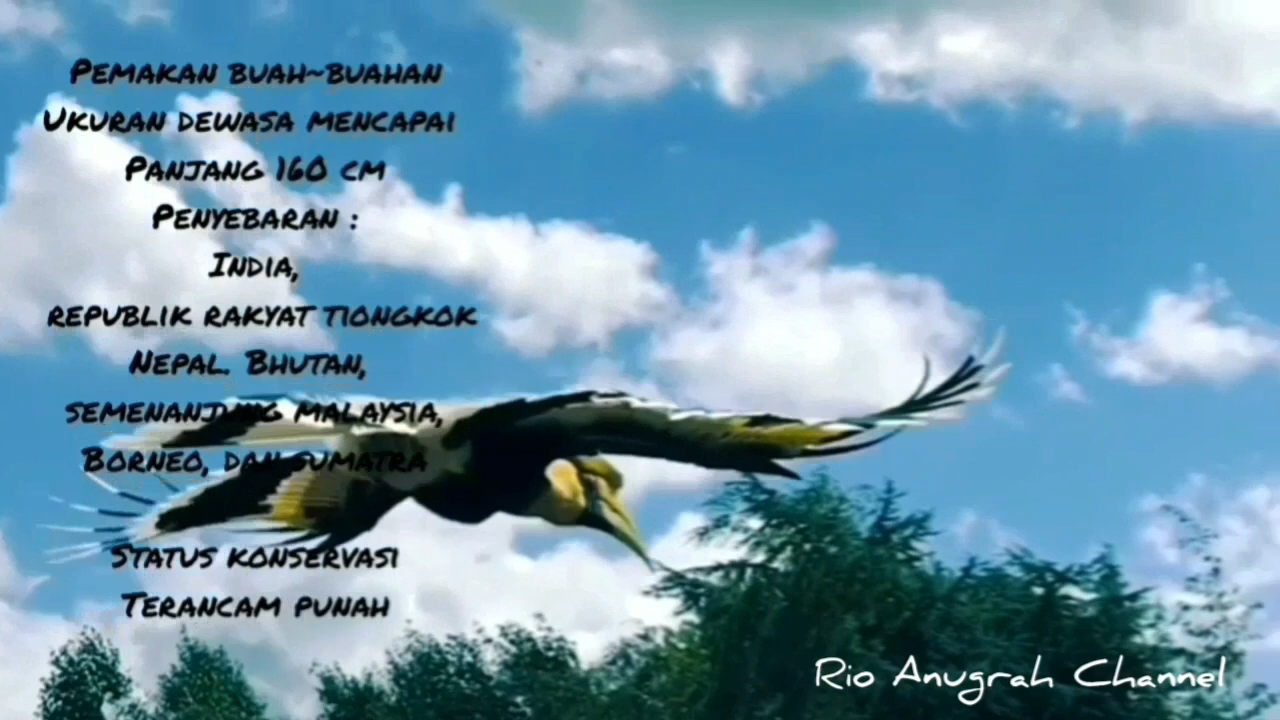 Pemakan buah~buahan
Ukuran dewasa mencapai
Panjang 160 cm
Penyebaran :
India,
republik rakyat tiongkok
Nepal. Bhutan,
semenanjung malaysia,
Borneo, dan sumatra
Status konservasi
Terancam punah
Rio Anugrah Channel